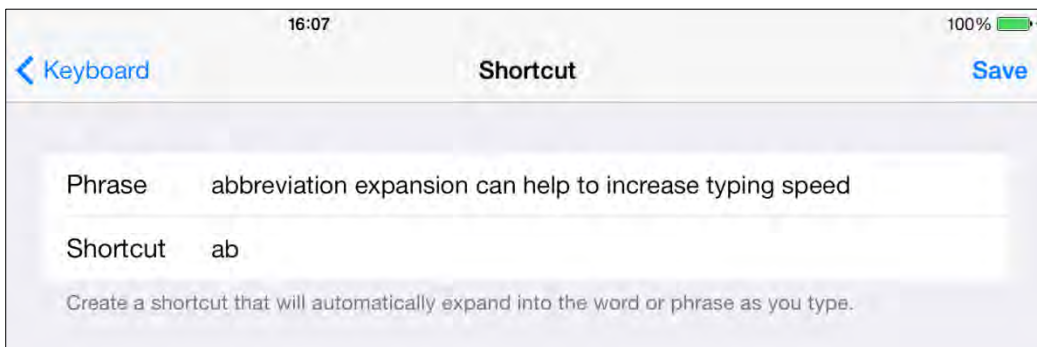 16:07 100%
Keyboard Shortcut Save
Phrase abbreviation expansion can help to increase typing speed
Shortcut ab
Create a shortcut that will automatically expand into the word or phrase as you type.